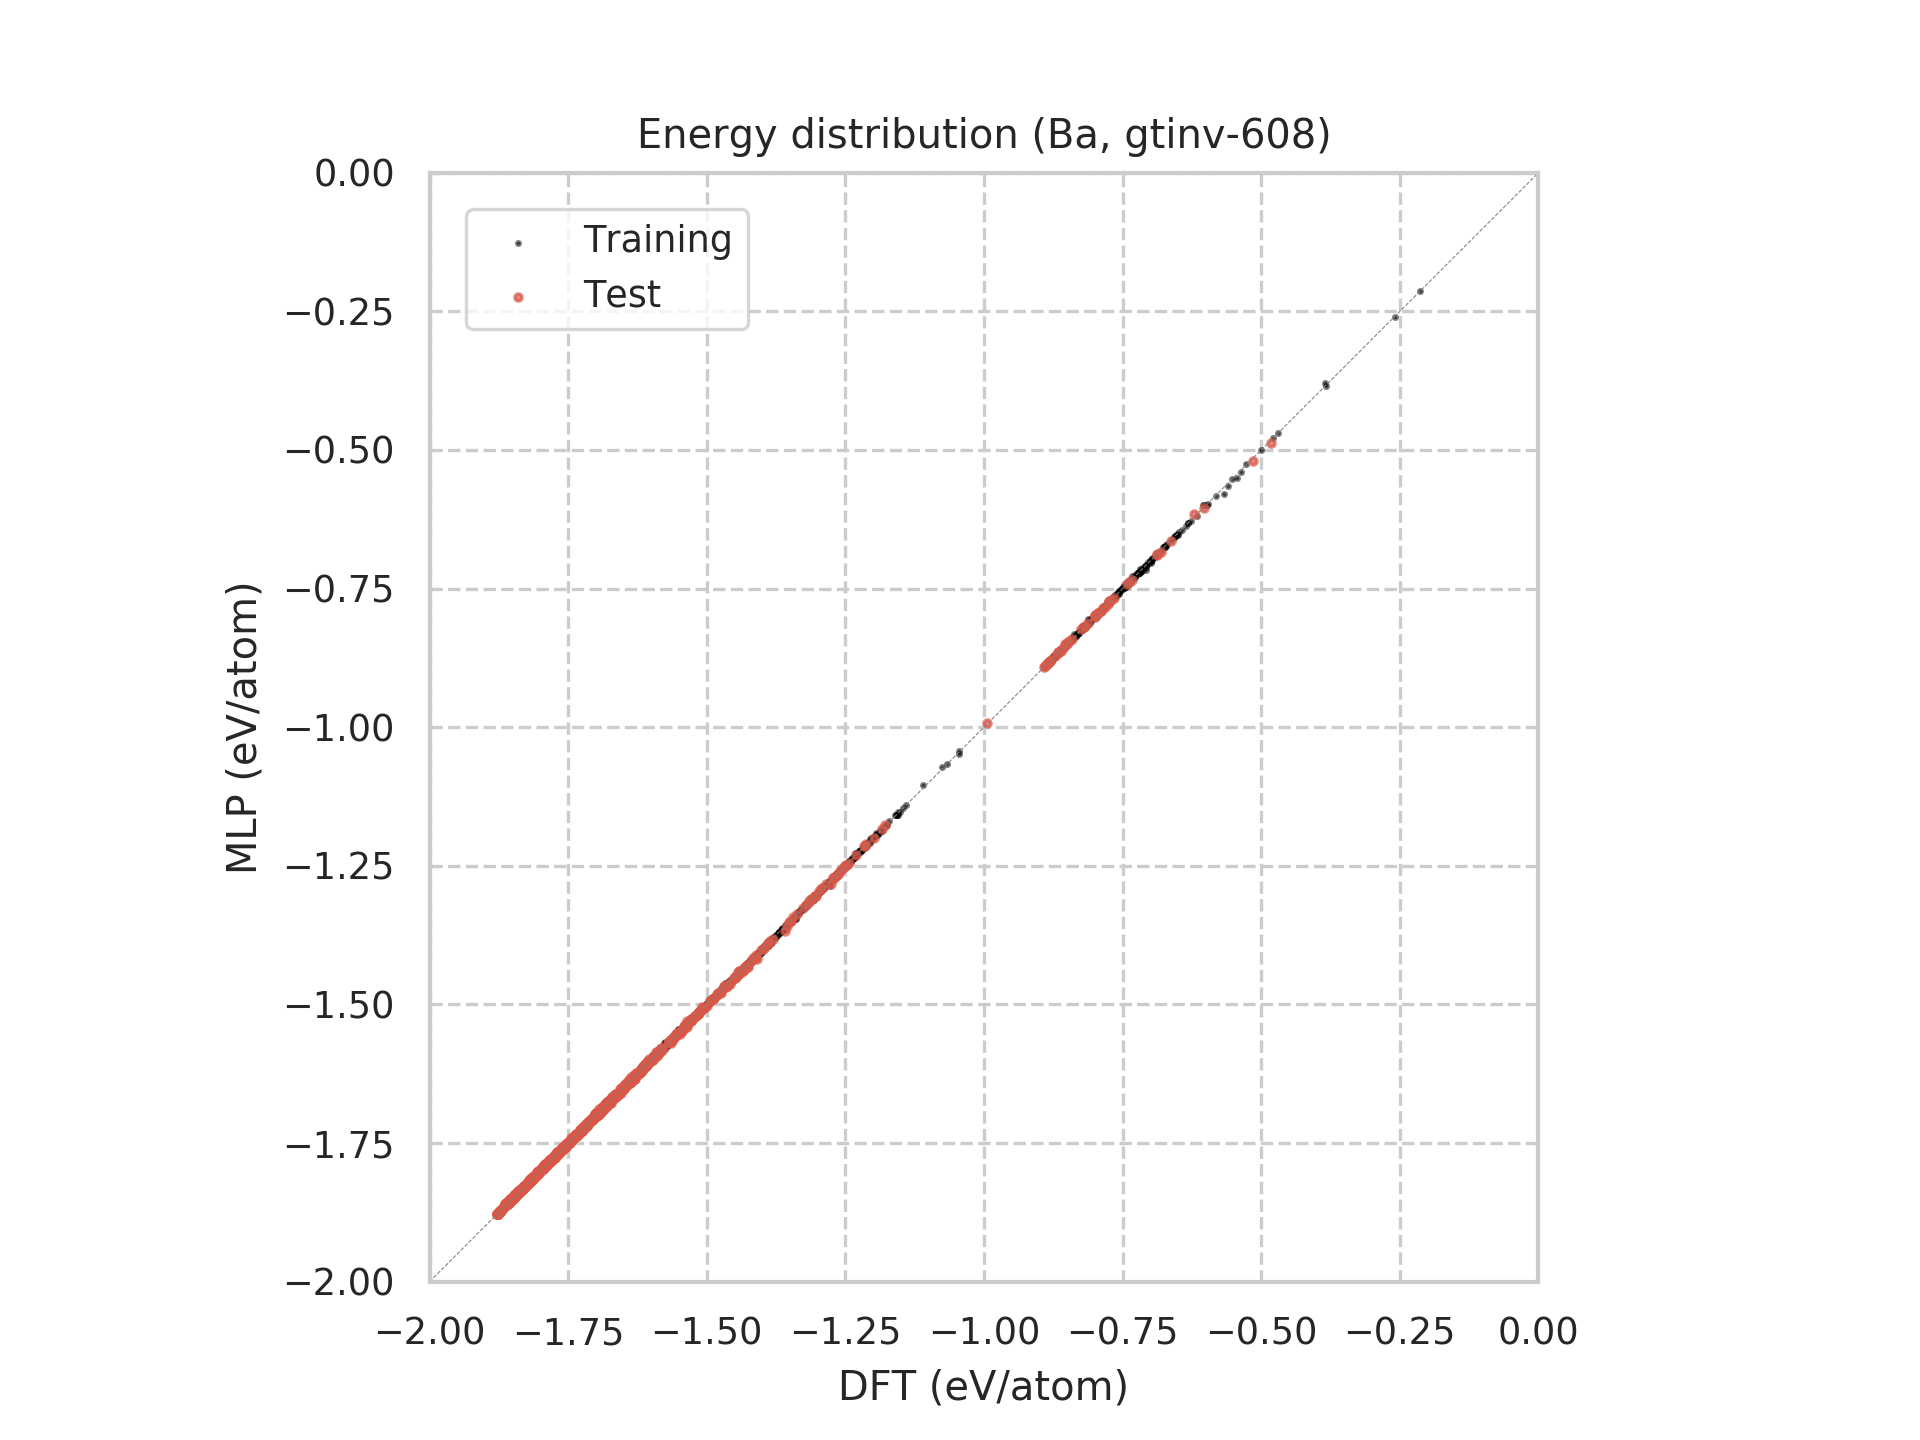 Energy distribution (Ba, gtinv-608)
0.00
−0.25
−0.50
−0.75
−1.00
−1.25
−1.50
−1.75
−2.00
MLP (eV/atom)
Training
Test
−2.00 −1.75 −1.50 −1.25 −1.00 −0.75 −0.50 −0.25 0.00
DFT (eV/atom)